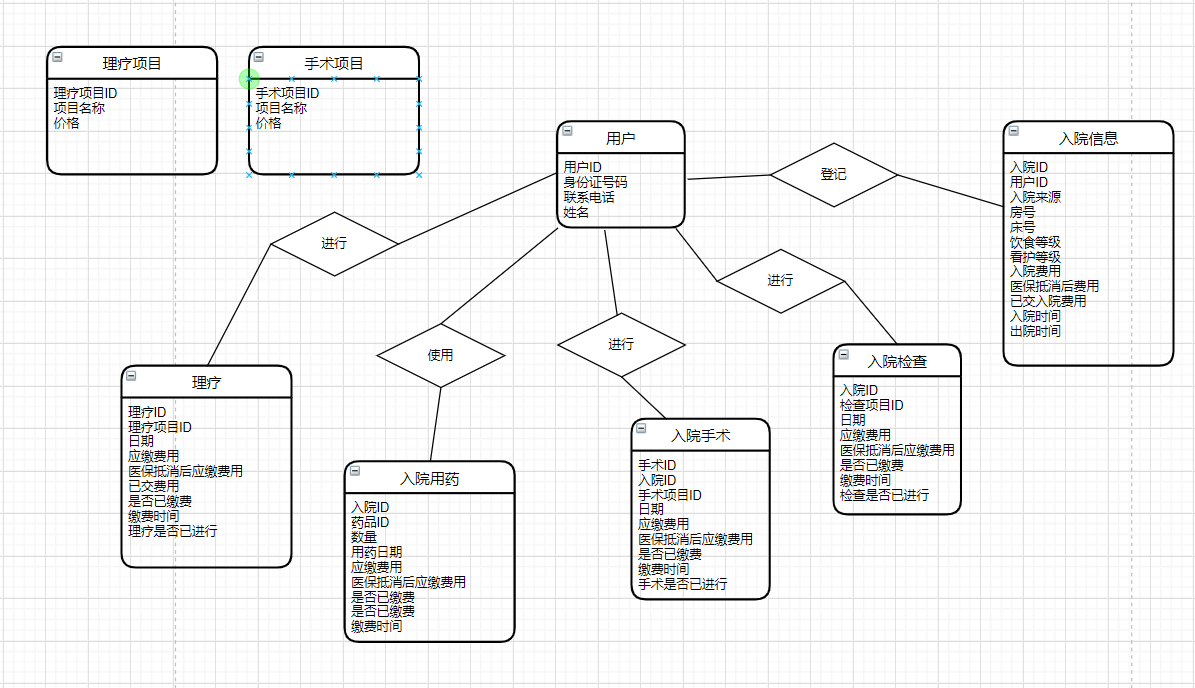 理疗项目
理疗项目ID
项目名称
价格
手术项目
手术项目ID
项目名称
价格
用户
用户ID
身份证号码
联系电话
姓名
登记
入院信息
入院ID
用户ID
入院来源
房号
床号
饮食等级
看护等级
入院费用
医保抵消后费用
已交入院费用
入院时间
出院时间
进行
进行
使用
进行
理疗
理疗ID
理疗项目ID
日期
应缴费用
医保抵消后应缴费用
已交费用
是否已缴费
缴费时间
理疗是否已进行
入院用药
入院ID
药品ID
数量
用药日期
应缴费用
医保抵消后应缴费用
是否已缴费
是否已缴费
缴费时间
入院手术
手术ID
入院ID
手术项目ID
日期
应缴费用
医保抵消后应缴费用
是否已缴费
缴费时间
手术是否已进行
入院检查
入院ID
检查项目ID
日期
应缴费用
医保抵消后应缴费用
是否已缴费
缴费时间
检查是否已进行